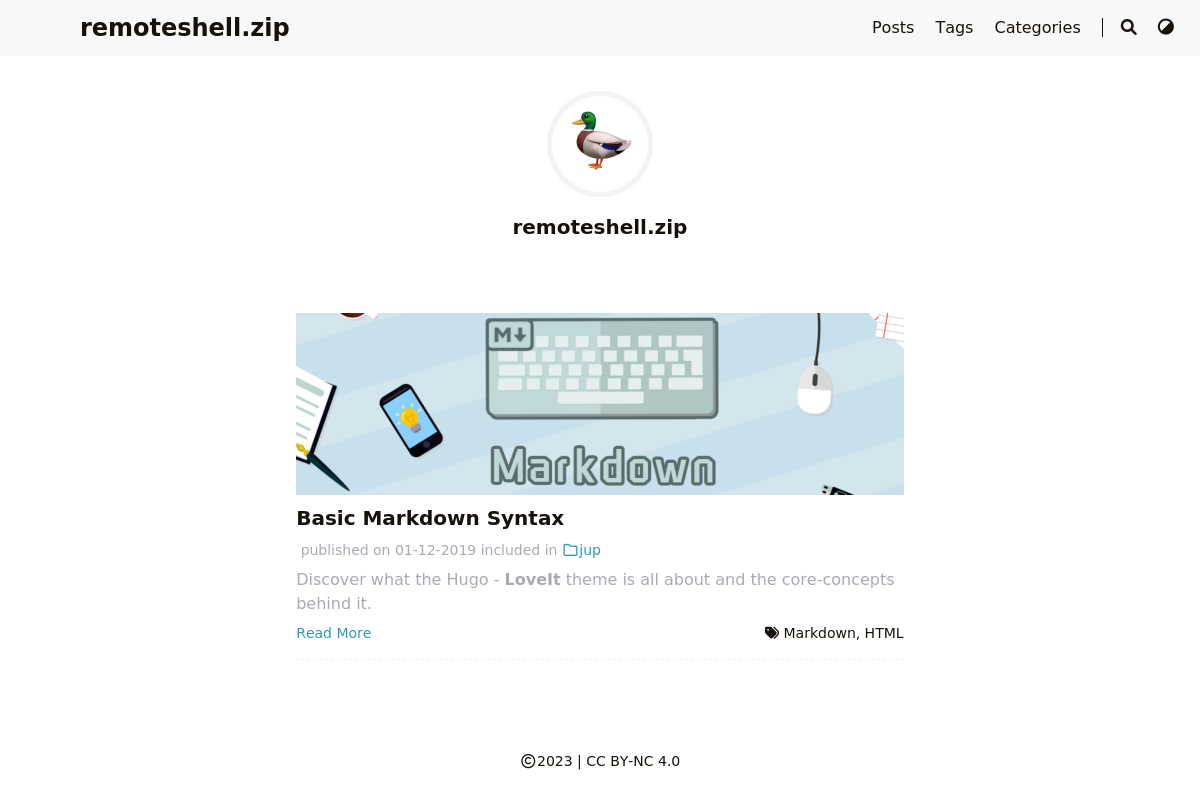 remoteshell.zip
Posts Tags Categories
remoteshell.zip
M
Markdown
Basic Markdown Syntax
published on 01-12-2019 included in jup
Discover what the Hugo - LoveIt theme is all about and the core-concepts
behind it.
Read More
Markdown, HTML
©2023 | CC BY-NC 4.0